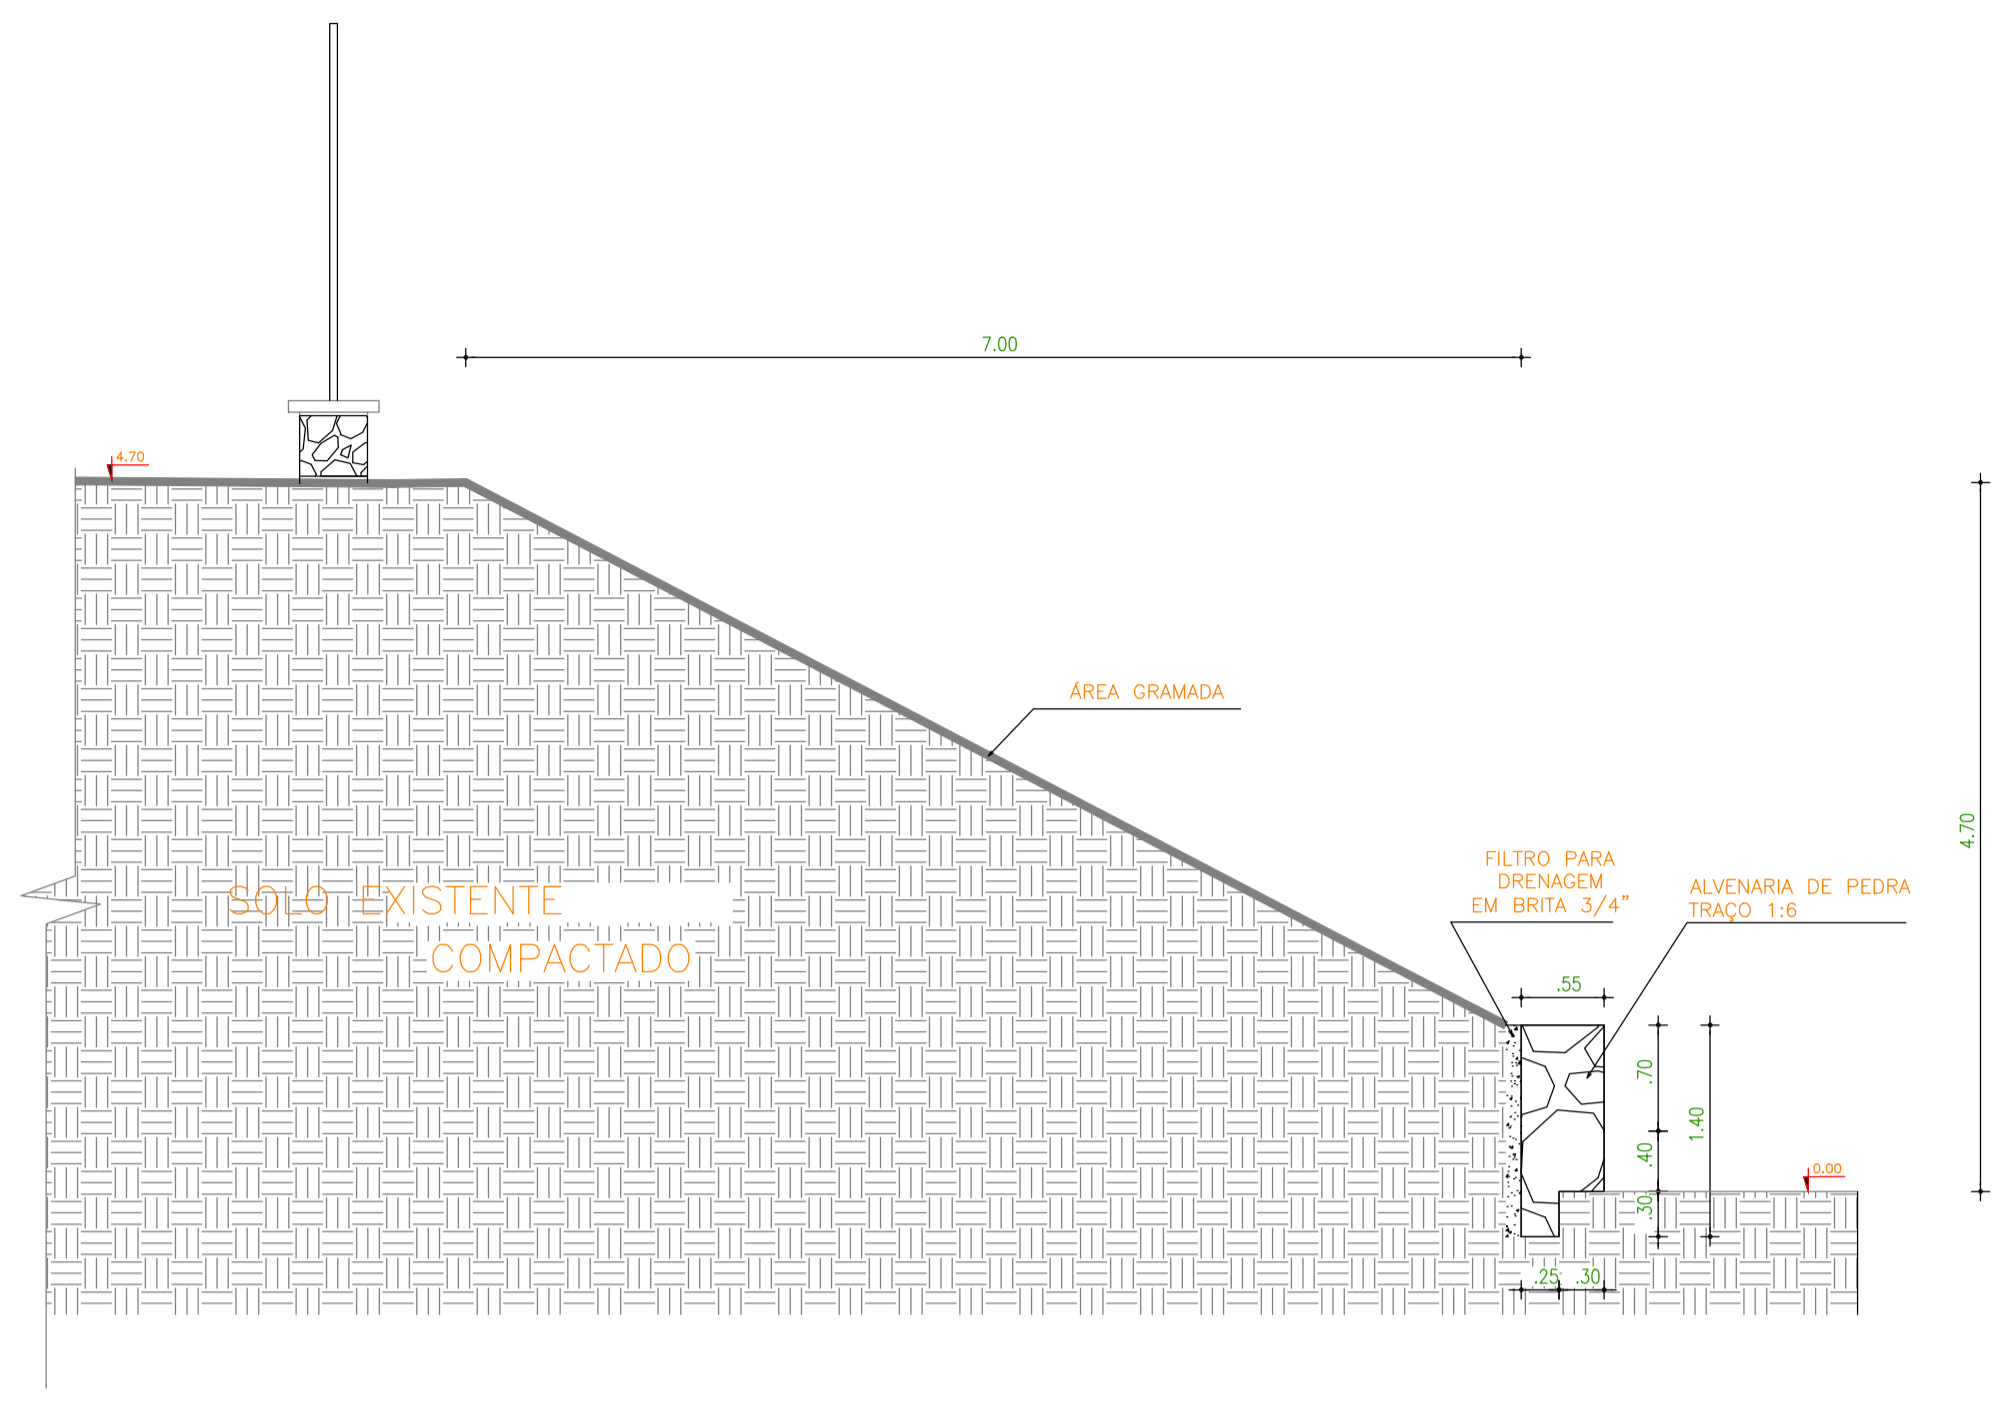 7.00
4.70
4.70
ÁREA GRAMADA
FILTRO PARA
DRENAGEM
EM BRITA 3/4”
ALVENARIA DE PEDRA
TRAÇO 1:6
SOLO EXISTENTE
COMPACTADO
.55
.70
1.40
.40
0.00
.30
.25
.30